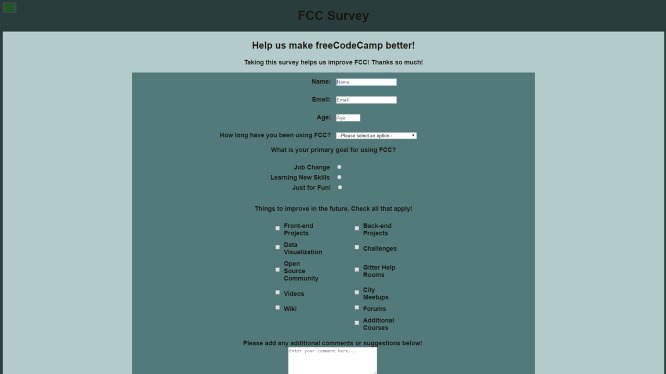 FCC Survey
Help us make freeCodeCamp better!
Taking this survey helps us improve FCC! Thanks so much!
Name: Name
Email: Email
Age: Age
How long have you been using FCC? --Please select an option--
What is your primary goal for using FCC?
Job Change
Learning New Skills
Just for Fun!
Things to improve in the future. Check all that apply!
Front-end Projects
Back-end Projects
Data Visualization
Challenges
Open Source Community
Gitter Help Rooms
Videos
City Meetups
Wiki
Forums
Additional Courses
Please add any additional comments or suggestions below!
Enter your comment here...